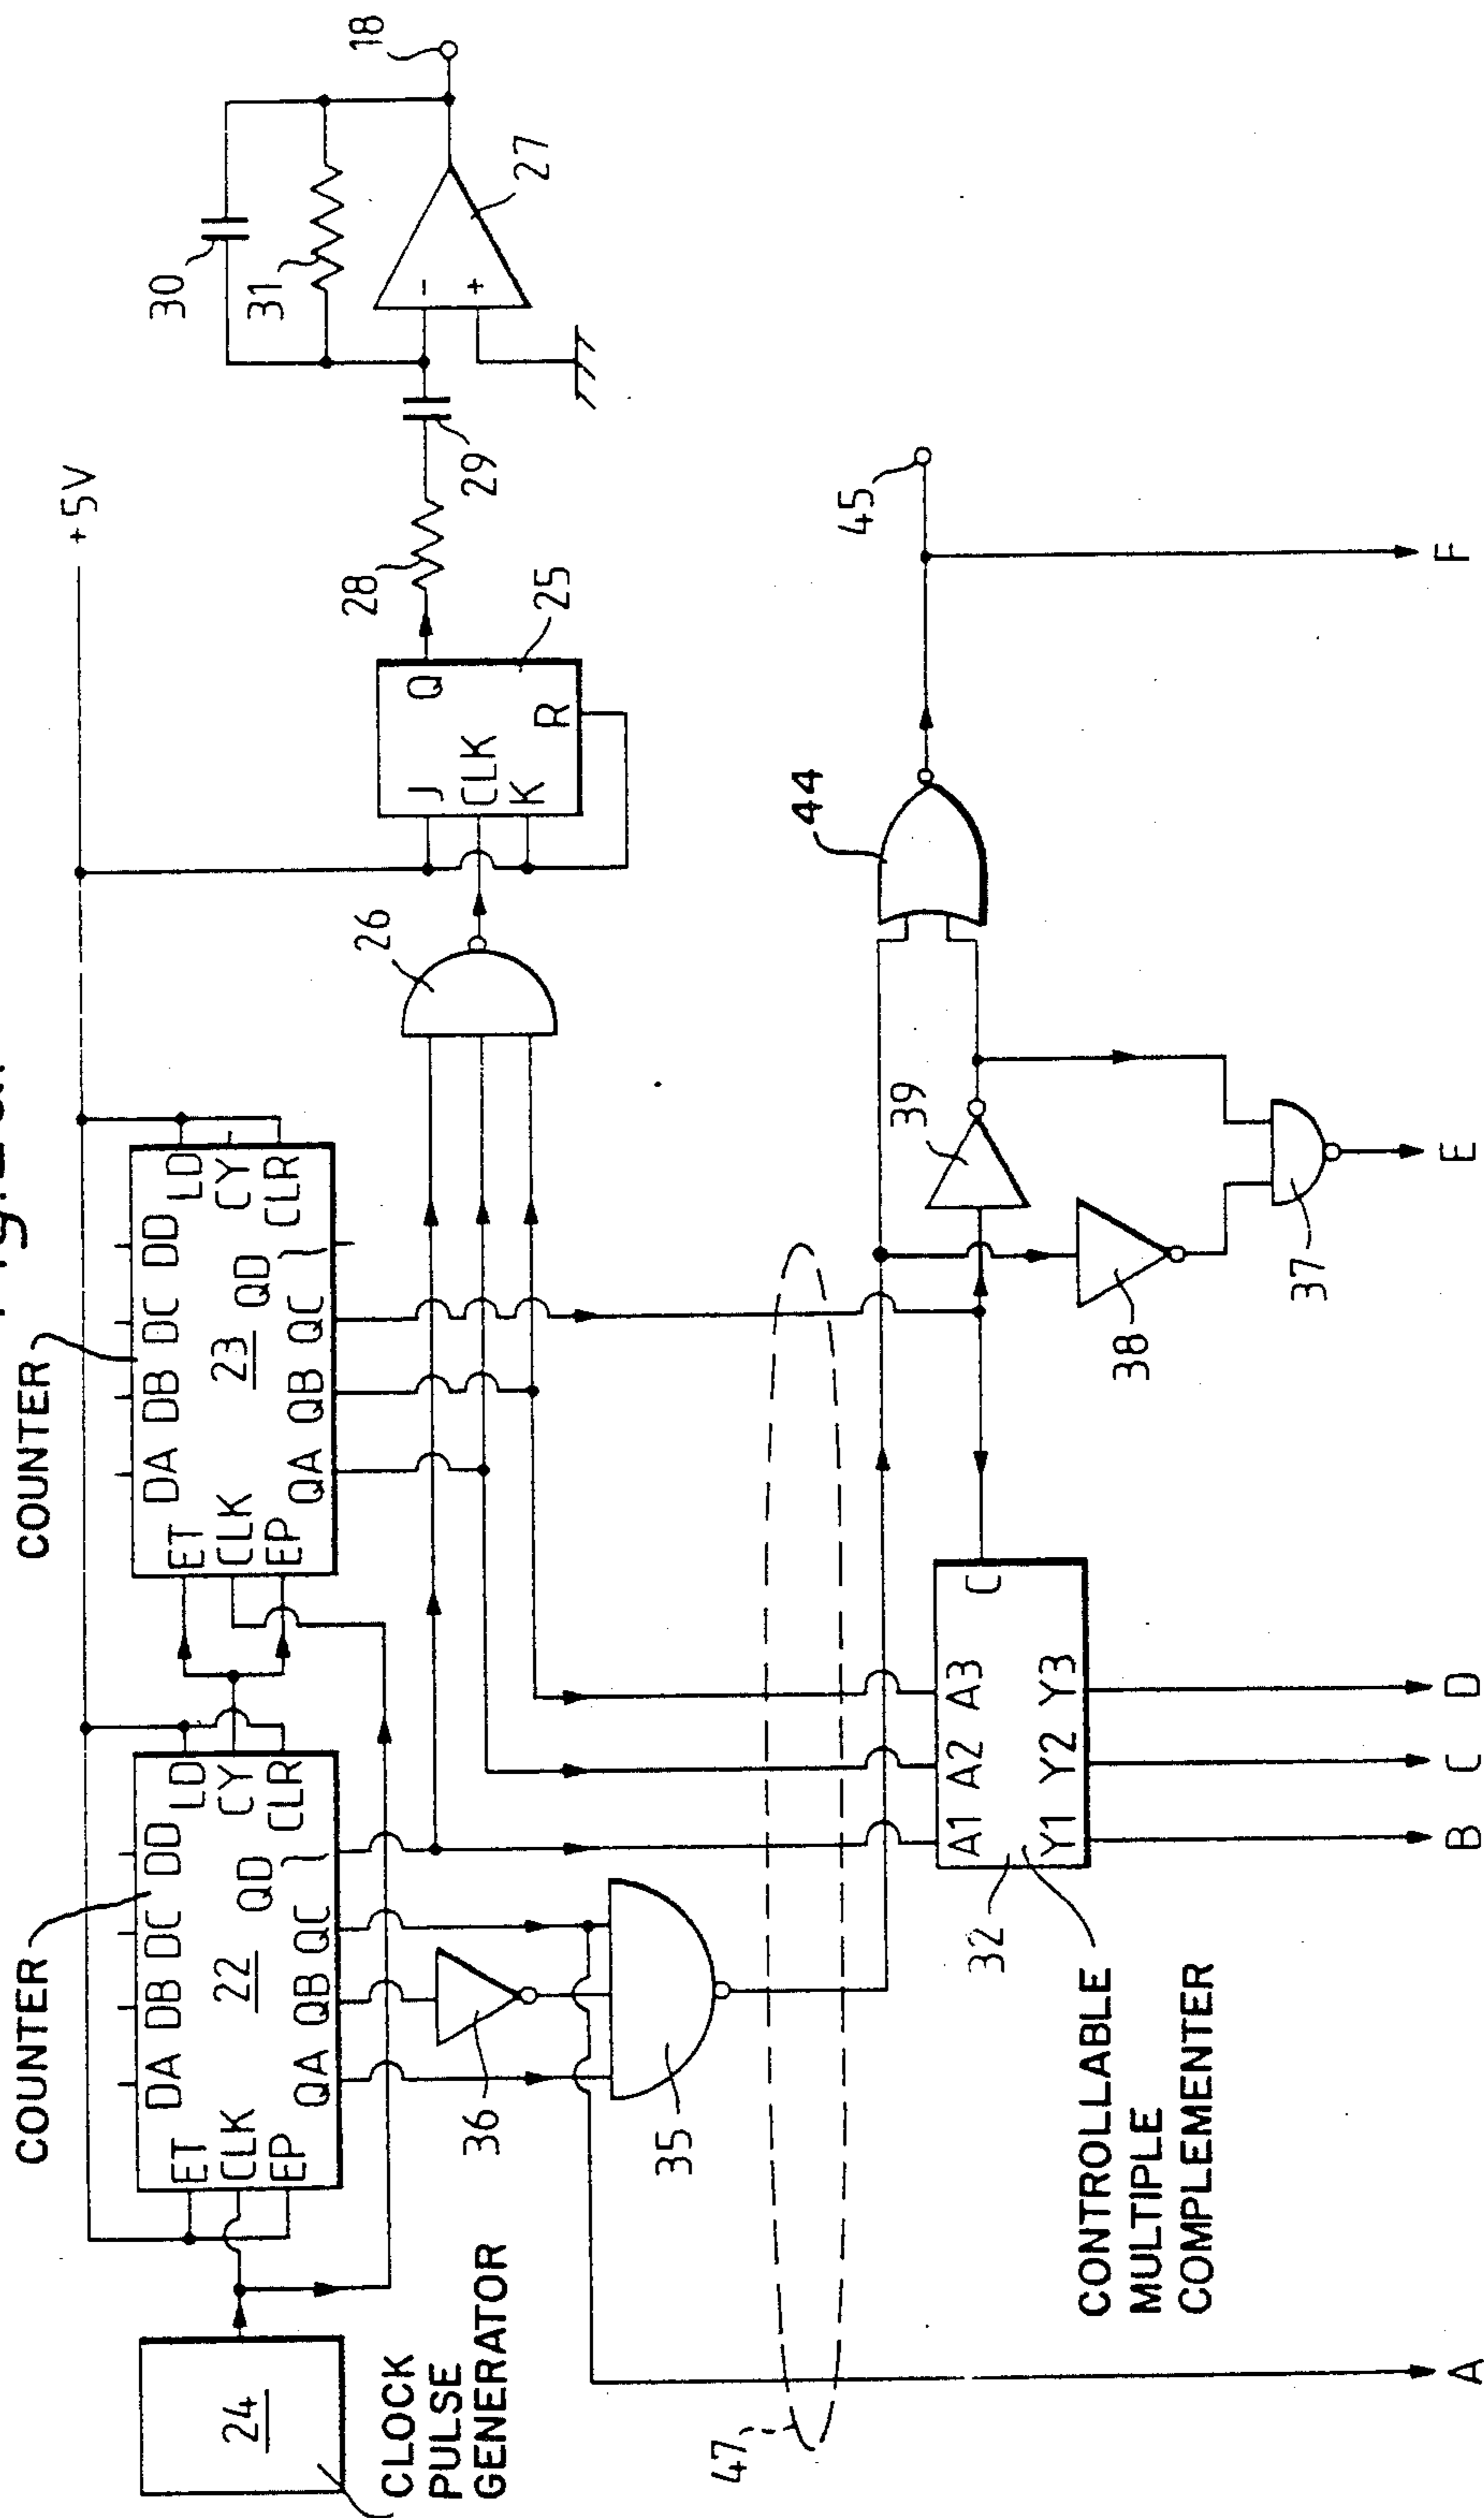 +5V
COUNTER
COUNTER
DA DB DC DD
ET
CLK
EP
22
QD
LD
CY
CLR
QA QB QC
DA DB DC DD
ET
CLK
EP
23
QD
LD
CY
CLR
QA QB QC
24
CLOCK
PULSE
GENERATOR
26
J
CLK
K
Q
R
25
28
29
30
31
-
+
27
18
36
35
47
39
38
37
44
45
A1 A2 A3
C
Y1 Y2 Y3
32
CONTROLLABLE
MULTIPLE
COMPLEMENTER
A
B
C
D
E
F